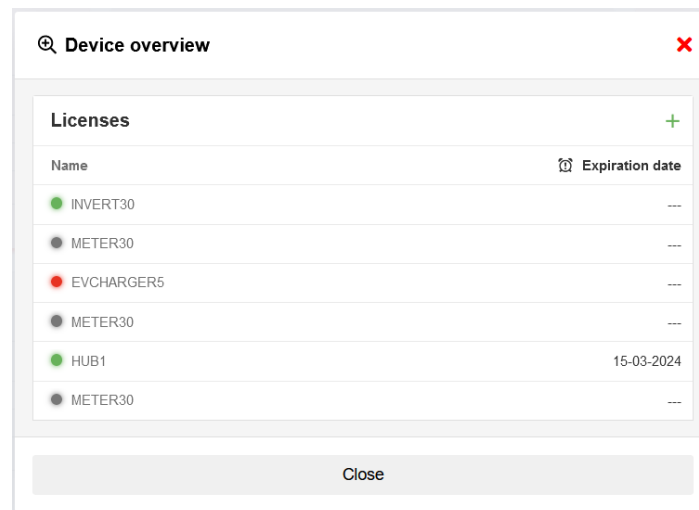 Device overview
Licenses
Name Expiration date
INVERT30 ---
METER30 ---
EVCHARGER5 ---
METER30 ---
HUB1 15-03-2024
METER30 ---
Close